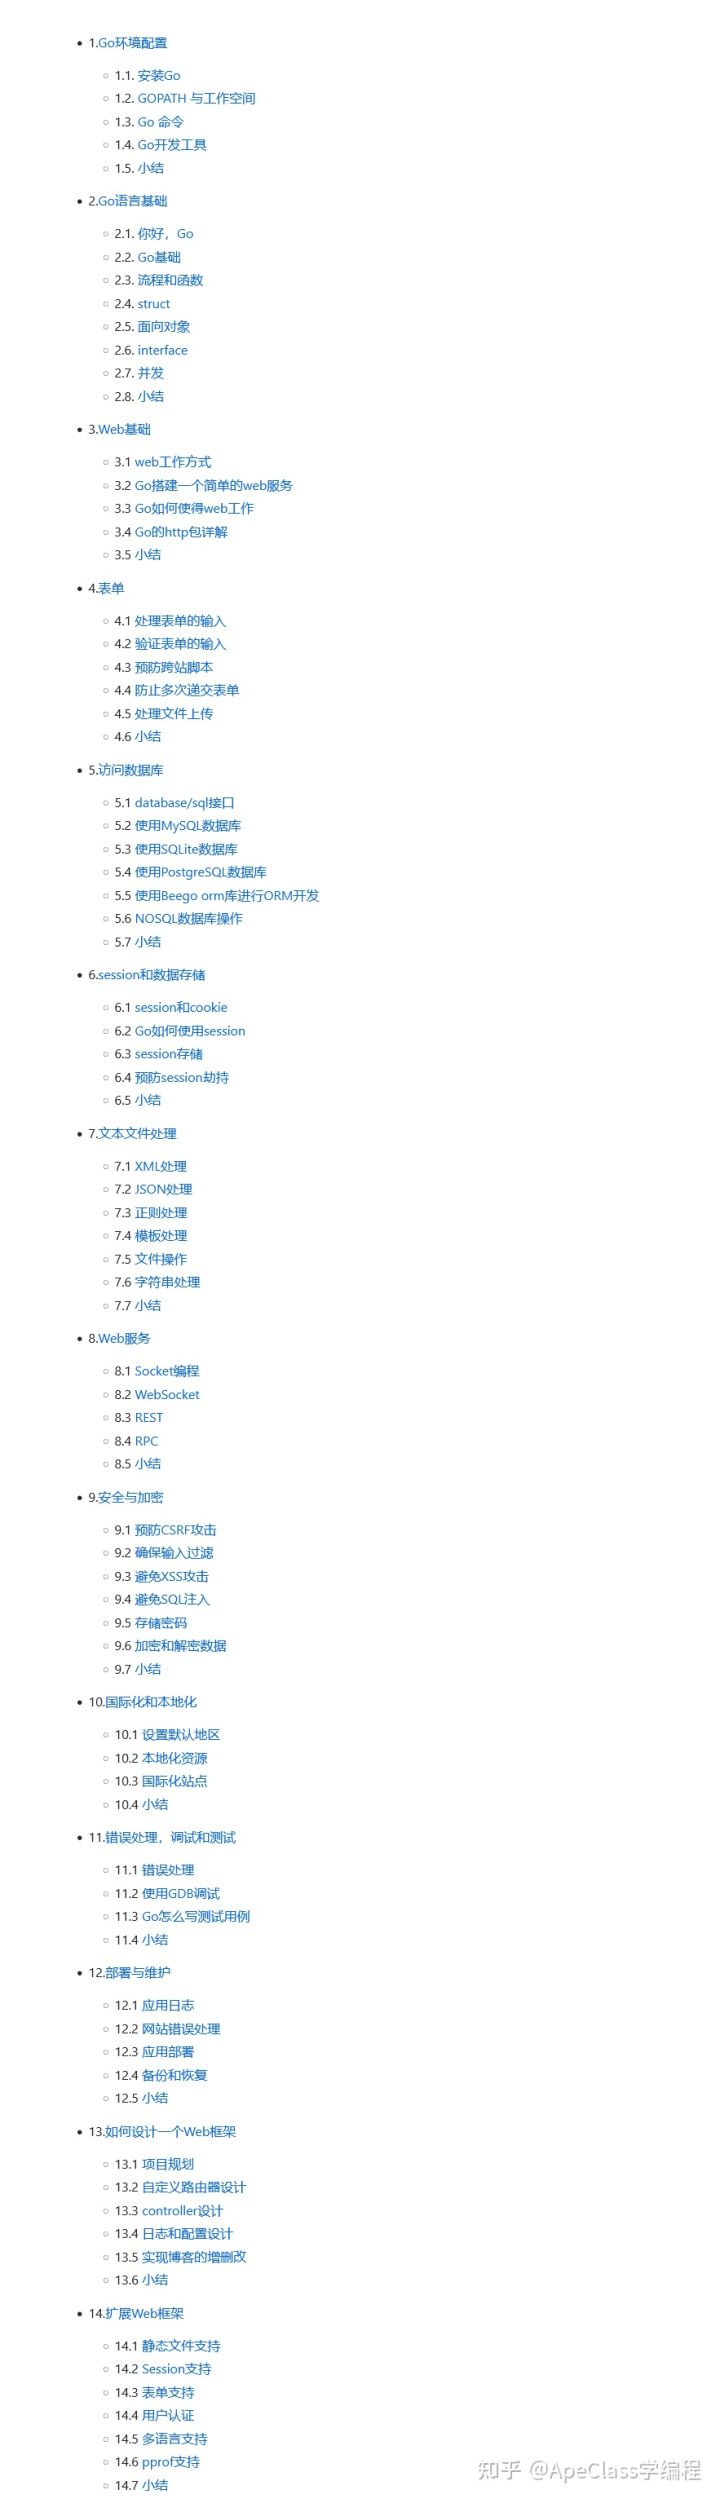 1.Go环境配置
1.1. 安装Go
1.2. GOPATH 与工作空间
1.3. Go 命令
1.4. Go开发工具
1.5. 小结
2.Go语言基础
2.1. 你好，Go
2.2. Go基础
2.3. 流程和函数
2.4. struct
2.5. 面向对象
2.6. interface
2.7. 并发
2.8. 小结
3.Web基础
3.1 web工作方式
3.2 Go搭建一个简单的web服务
3.3 Go如何使得web工作
3.4 Go的http包详解
3.5 小结
4.表单
4.1 处理表单的输入
4.2 验证表单的输入
4.3 预防跨站脚本
4.4 防止多次递交表单
4.5 处理文件上传
4.6 小结
5.访问数据库
5.1 database/sql接口
5.2 使用MySQL数据库
5.3 使用SQLite数据库
5.4 使用PostgreSQL数据库
5.5 使用Beego orm库进行ORM开发
5.6 NOSQL数据库操作
5.7 小结
6.session和数据存储
6.1 session和cookie
6.2 Go如何使用session
6.3 session存储
6.4 预防session劫持
6.5 小结
7.文本文件处理
7.1 XML处理
7.2 JSON处理
7.3 正则处理
7.4 模板处理
7.5 文件操作
7.6 字符串处理
7.7 小结
8.Web服务
8.1 Socket编程
8.2 WebSocket
8.3 REST
8.4 RPC
8.5 小结
9.安全与加密
9.1 预防CSRF攻击
9.2 确保输入过滤
9.3 避免XSS攻击
9.4 避免SQL注入
9.5 存储密码
9.6 加密和解密数据
9.7 小结
10.国际化和本地化
10.1 设置默认地区
10.2 本地化资源
10.3 国际化站点
10.4 小结
11.错误处理，调试和测试
11.1 错误处理
11.2 使用GDB调试
11.3 Go怎么写测试用例
11.4 小结
12.部署与维护
12.1 应用日志
12.2 网站错误处理
12.3 应用部署
12.4 备份和恢复
12.5 小结
13.如何设计一个Web框架
13.1 项目规划
13.2 自定义路由器设计
13.3 controller设计
13.4 日志和配置设计
13.5 实现博客的增删改
13.6 小结
14.扩展Web框架
14.1 静态文件支持
14.2 Session支持
14.3 表单支持
14.4 用户认证
14.5 多语言支持
14.6 pprof支持
14.7 小结
知乎 @ApeClass学编程